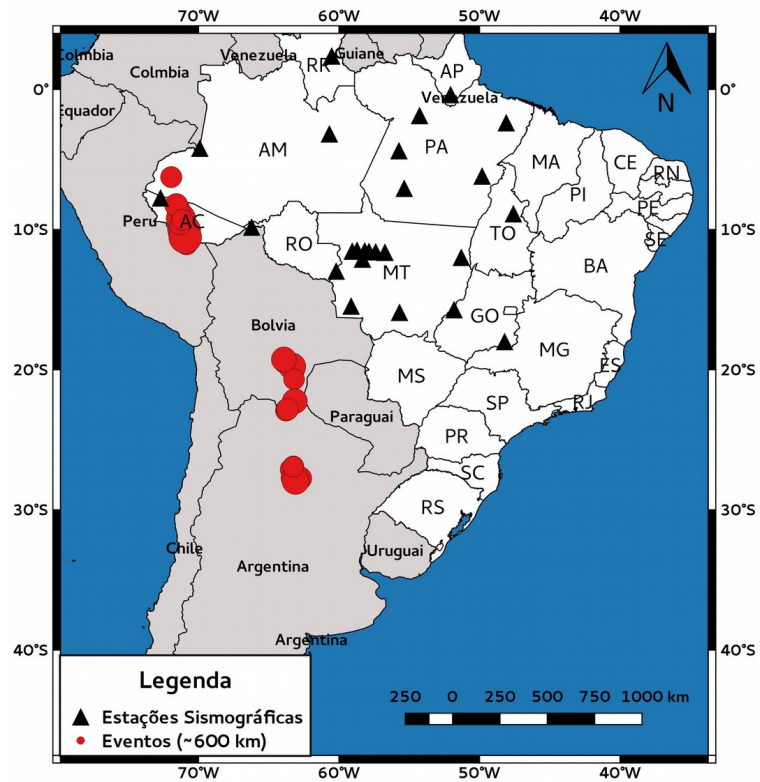 70°W 60°W 50°W 40°W
Colmbia
Colmbia
Venezuela
Guiane
RR
AP
N
0°
0°
Equador
Venezuela
AM
PA
MA
CE
RN
PI
PE
10°S
Peru
AC
RO
TO
SE
10°S
MT
BA
Bolvia
GO
MG
20°S
MS
ES
20°S
Paraguai
SP
RJ
PR
SC
30°S
RS
30°S
Chile
Argentina
Uruguai
Argentina
40°S
40°S
Legenda
Estações Sismográficas
Eventos (~600 km)
250 0 250 500 750 1000 km
70°W 60°W 50°W 40°W